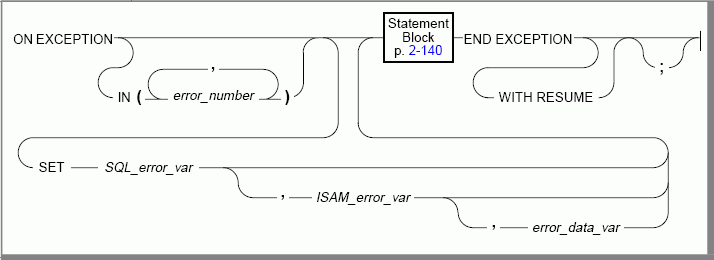 Statement
Block
p. 2-140
ON EXCEPTION
END EXCEPTION
;
,
IN ( error_number )
WITH RESUME
SET SQL_error_var
, ISAM_error_var
, error_data_var